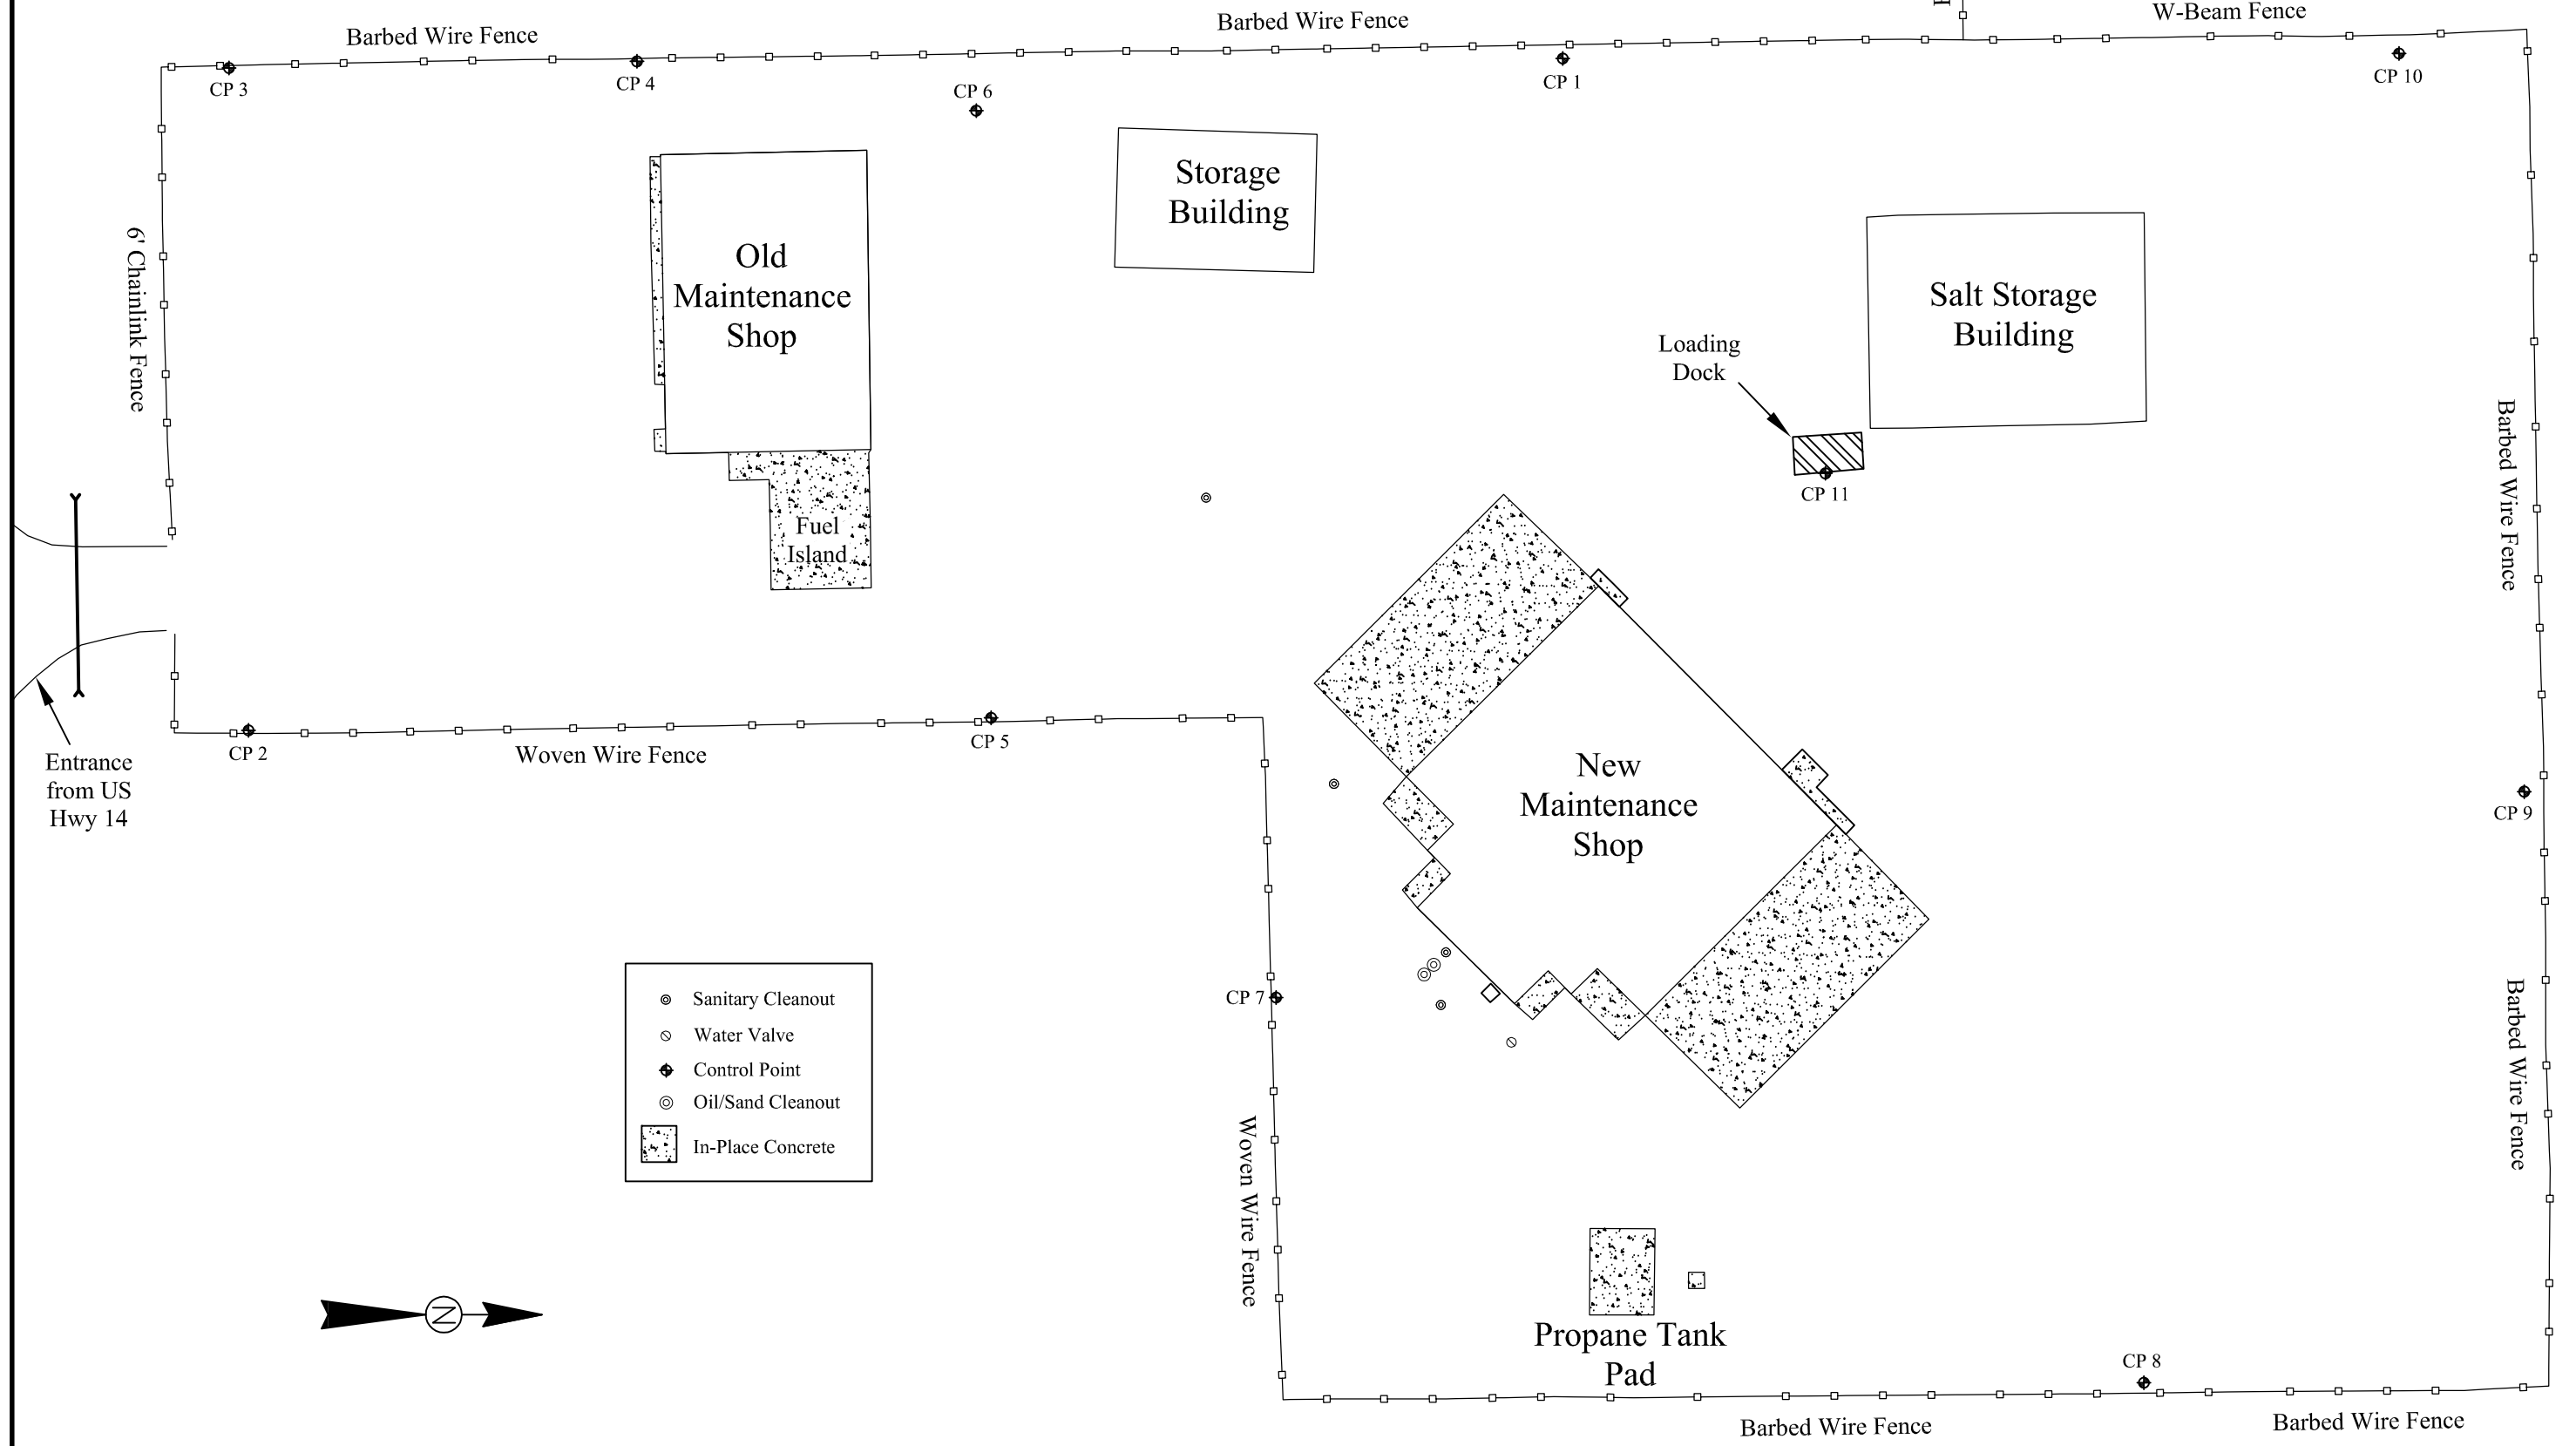 Barbed Wire Fence
Barbed Wire Fence
W-Beam Fence
CP 3
CP 4
CP 6
CP 1
CP 10
6' Chainlink Fence
Old
Maintenance
Shop
Storage
Building
Salt Storage
Building
Loading
Dock
CP 11
Barbed Wire Fence
Fuel
Island
Entrance
from US
Hwy 14
CP 2
Woven Wire Fence
CP 5
New
Maintenance
Shop
CP 9
CP 7
Sanitary Cleanout
Water Valve
Control Point
Oil/Sand Cleanout
In-Place Concrete
Woven Wire Fence
Barbed Wire Fence
N
Propane Tank
Pad
CP 8
Barbed Wire Fence
Barbed Wire Fence